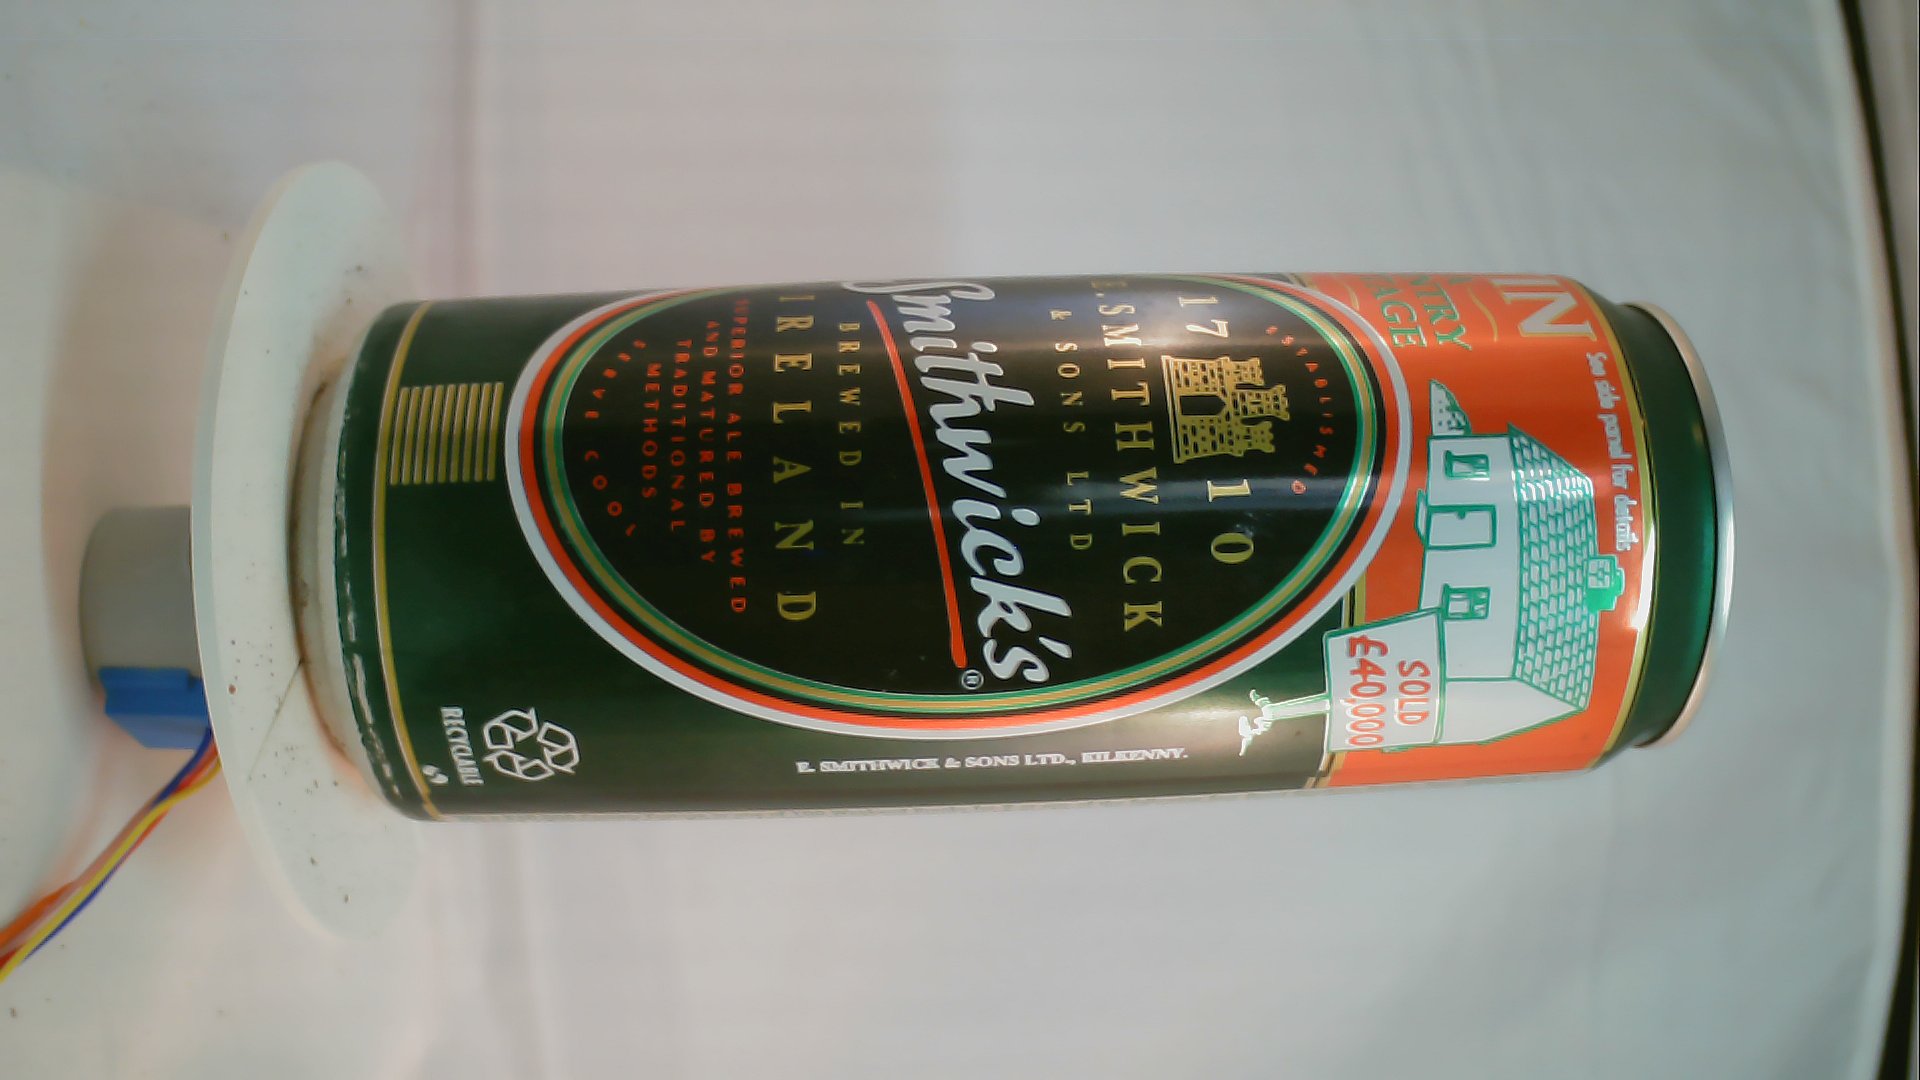 IN
See side panel for details
SOLD
£40,000
ESTABLISHED
17 10
E. SMITHWICK
& SONS LTD
Smithwick's®
BREWED IN
IRELAND
SUPERIOR ALE BREWED
AND MATURED BY
TRADITIONAL
METHODS
SERVE COOL
E. SMITHWICK & SONS LTD., KILKENNY.
RECYCLABLE